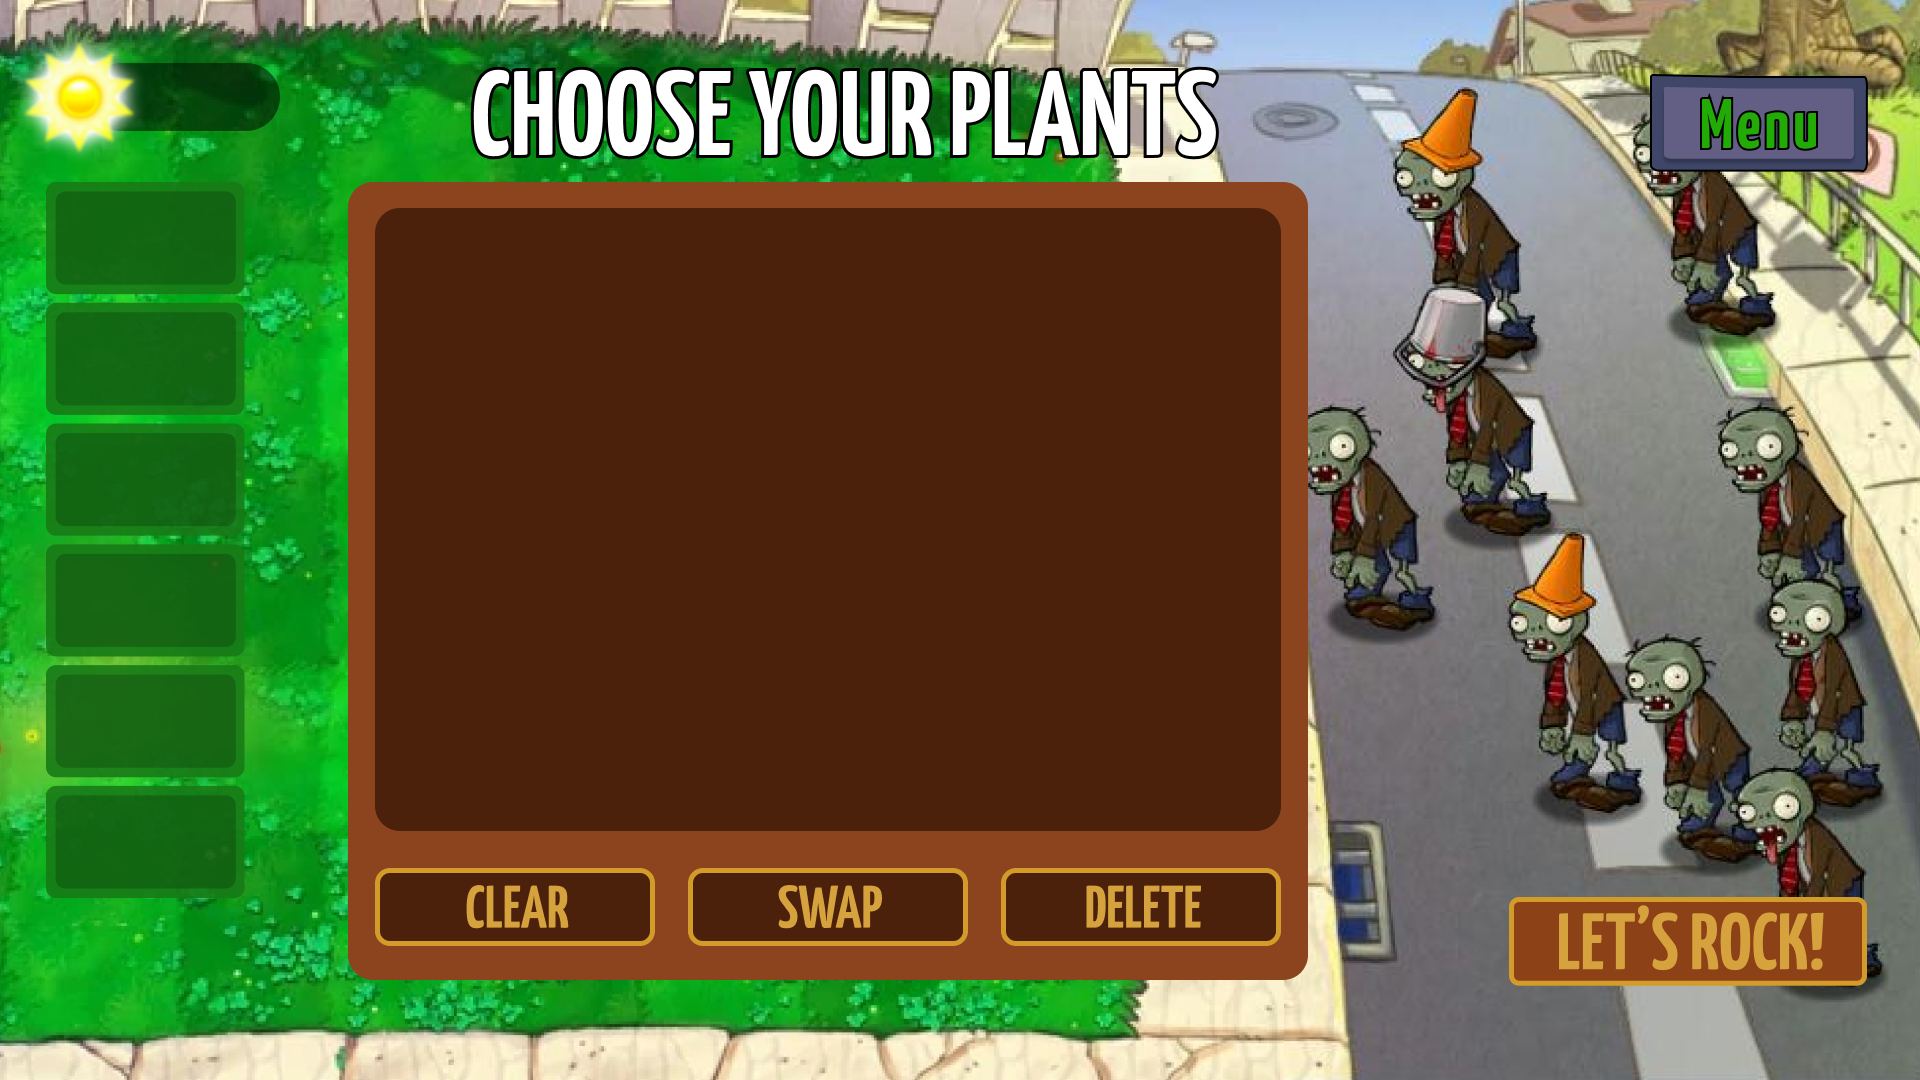 CHOOSE YOUR PLANTS
Menu
CLEAR
SWAP
DELETE
LET'S ROCK!